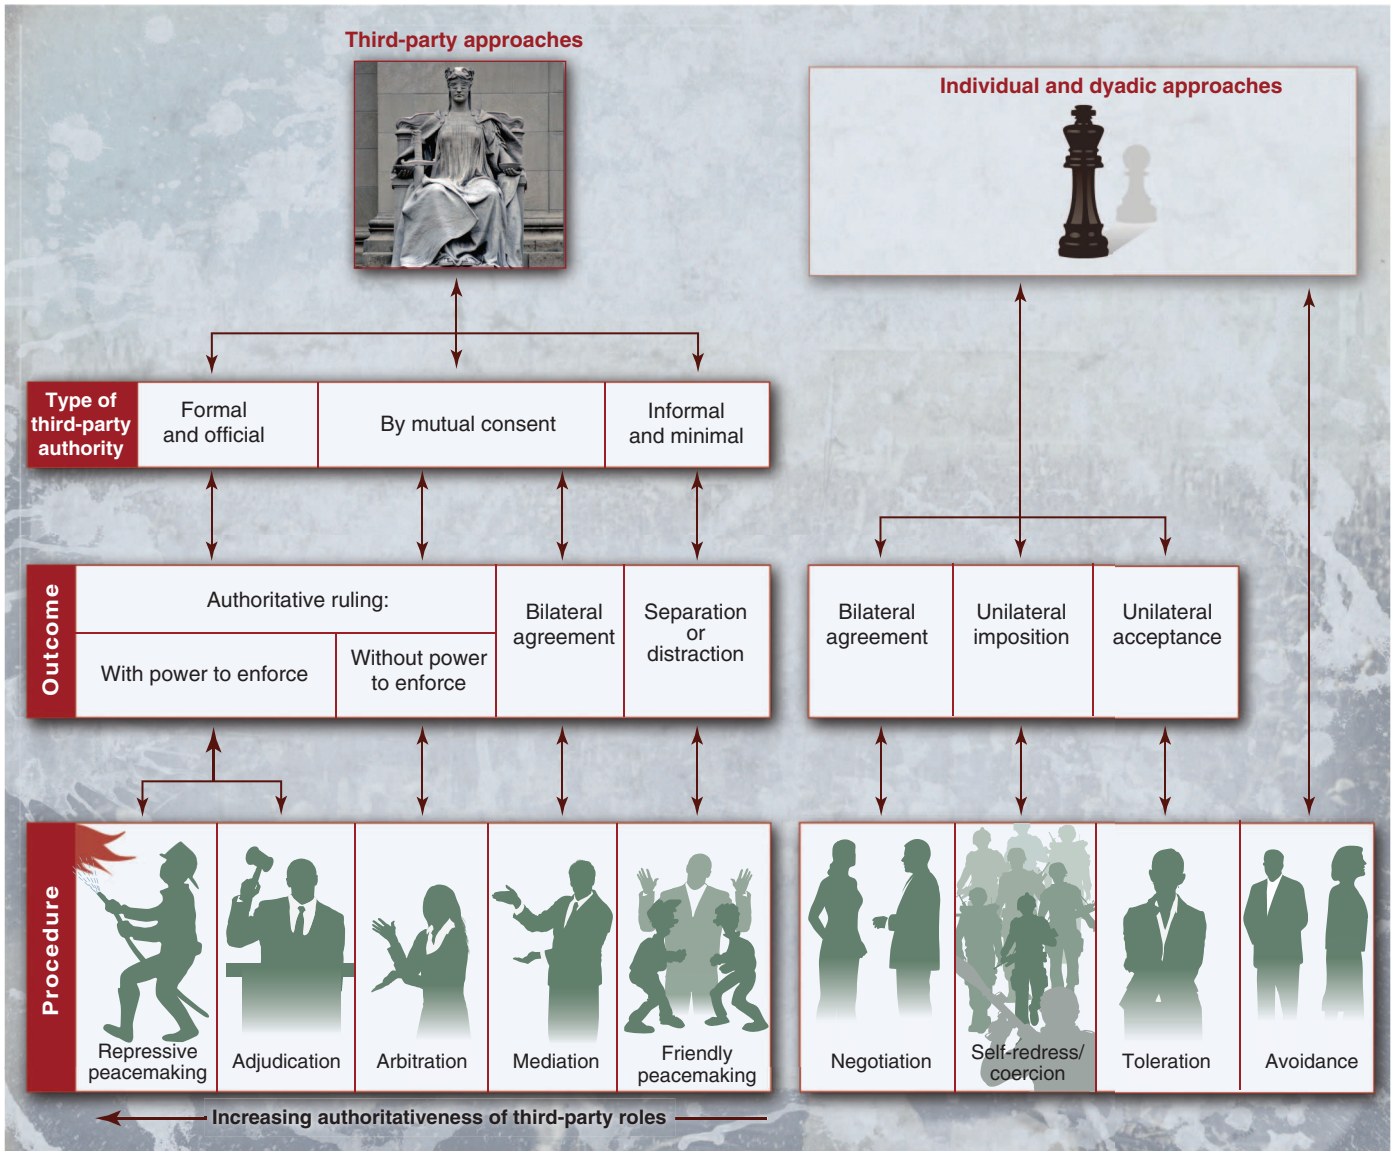 Third-party approaches
Individual and dyadic approaches
Type of
third-party
authority
Formal
and official
By mutual consent
Informal
and minimal
Outcome
Authoritative ruling:
With power to enforce
Without power
to enforce
Bilateral
agreement
Separation
or
distraction
Bilateral
agreement
Unilateral
imposition
Unilateral
acceptance
Procedure
Repressive
peacemaking
Adjudication
Arbitration
Mediation
Friendly
peacemaking
Negotiation
Self-redress/
coercion
Toleration
Avoidance
Increasing authoritativeness of third-party roles